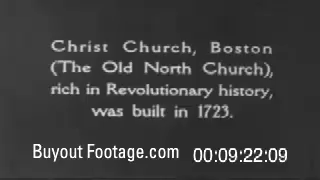 Christ Church, Boston
(The Old North Church),
rich in Revolutionary history,
was built in 1723.
Buyout Footage.com 00:09:22:09